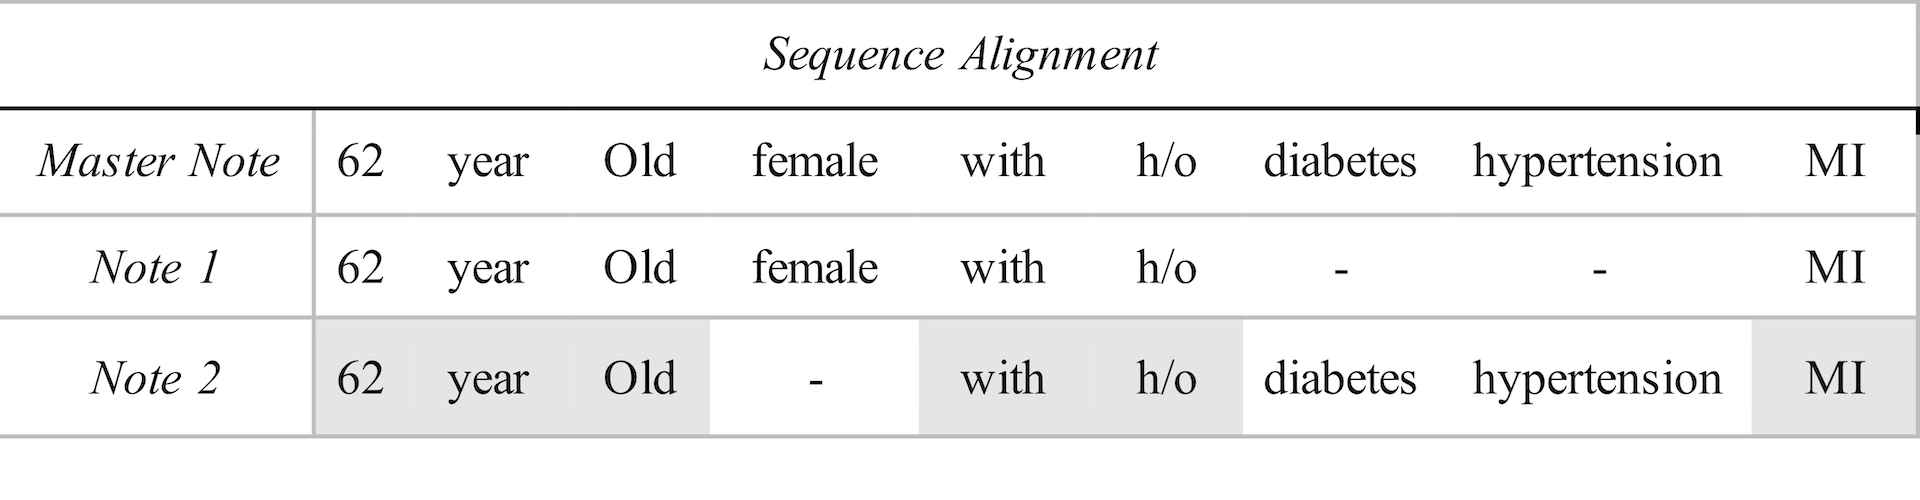 Sequence Alignment
Master Note 62 year Old female with h/o diabetes hypertension MI
Note 1 62 year Old female with h/o - - MI
Note 2 62 year Old - with h/o diabetes hypertension MI